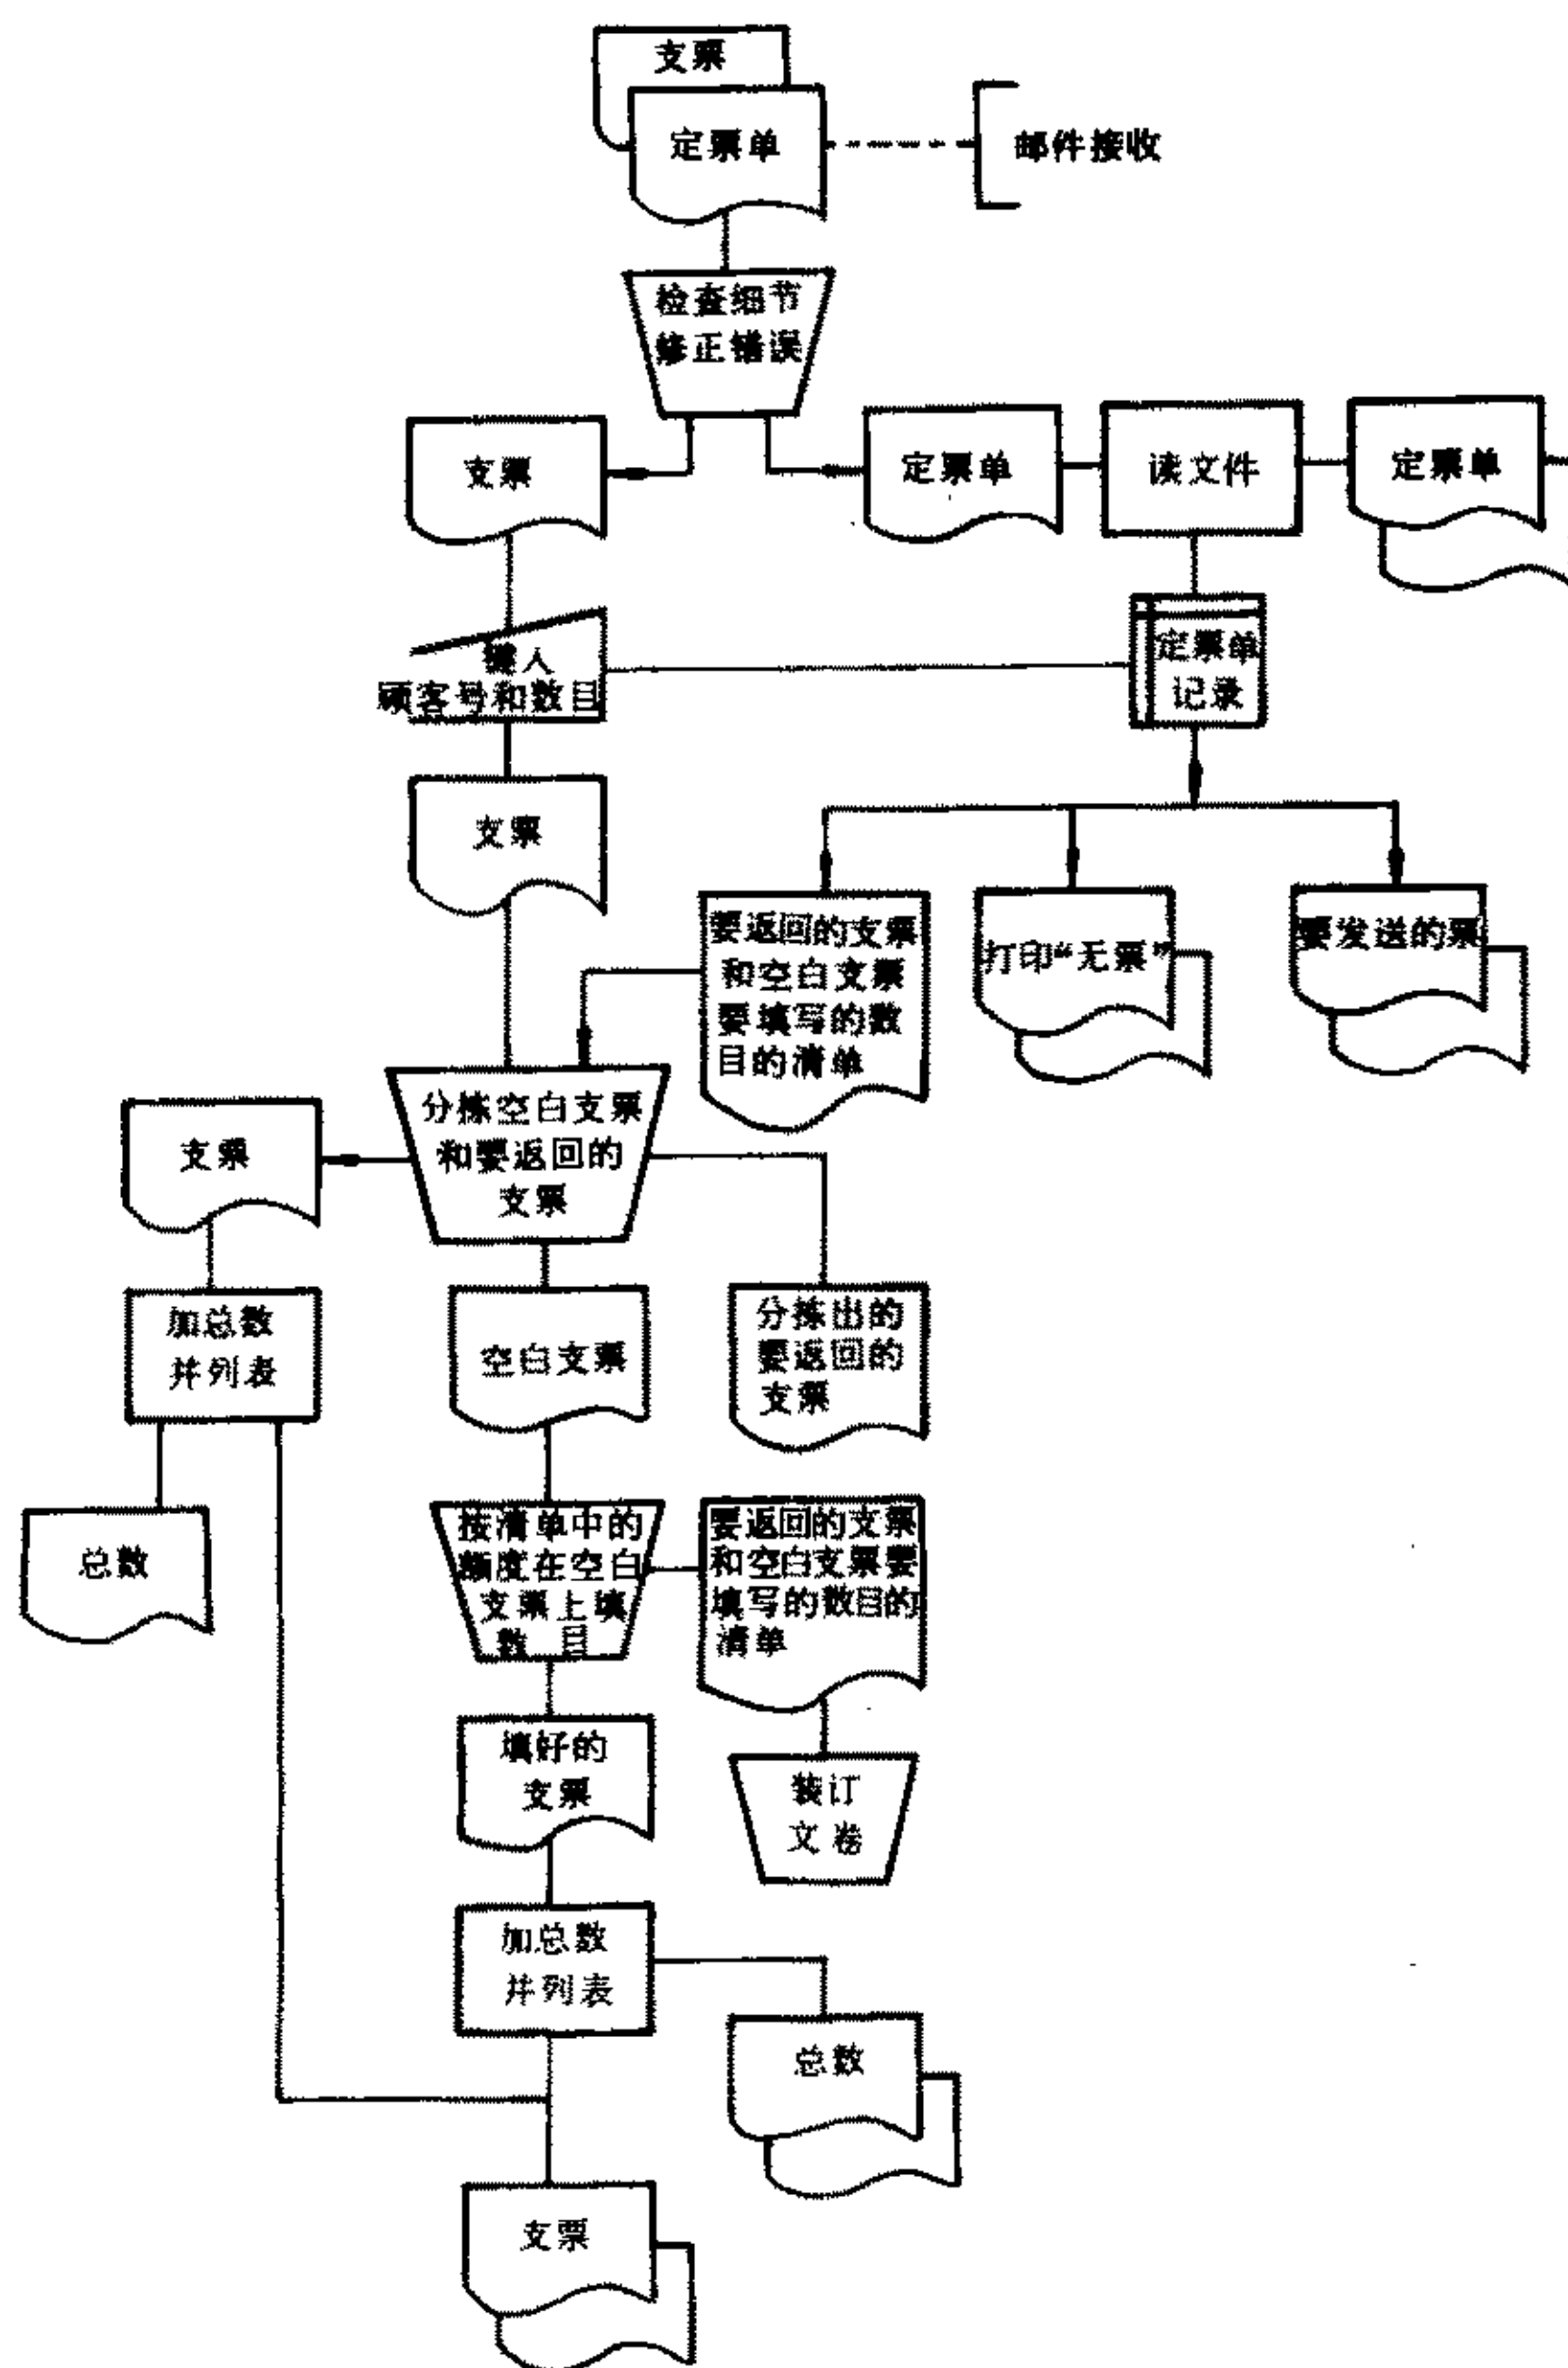 支票
定票单
邮件接收
检查细节
修正错误
支票
定票单
读文件
定票单
键入
顾客号和数目
定票单
记录
支票
要返回的支票
和空白支票
要填写的数
目的清单
打印“无票”
要发送的票
分拣空白支票
和要返回的
支票
支票
加总数
并列表
空白支票
分拣出的
要返回的
支票
总数
按清单中的
额度在空白
支票上填
数目
要返回的支票
和空白支票要
填写的数目的
清单
填好的
支票
装订
文卷
加总数
并列表
总数
支票